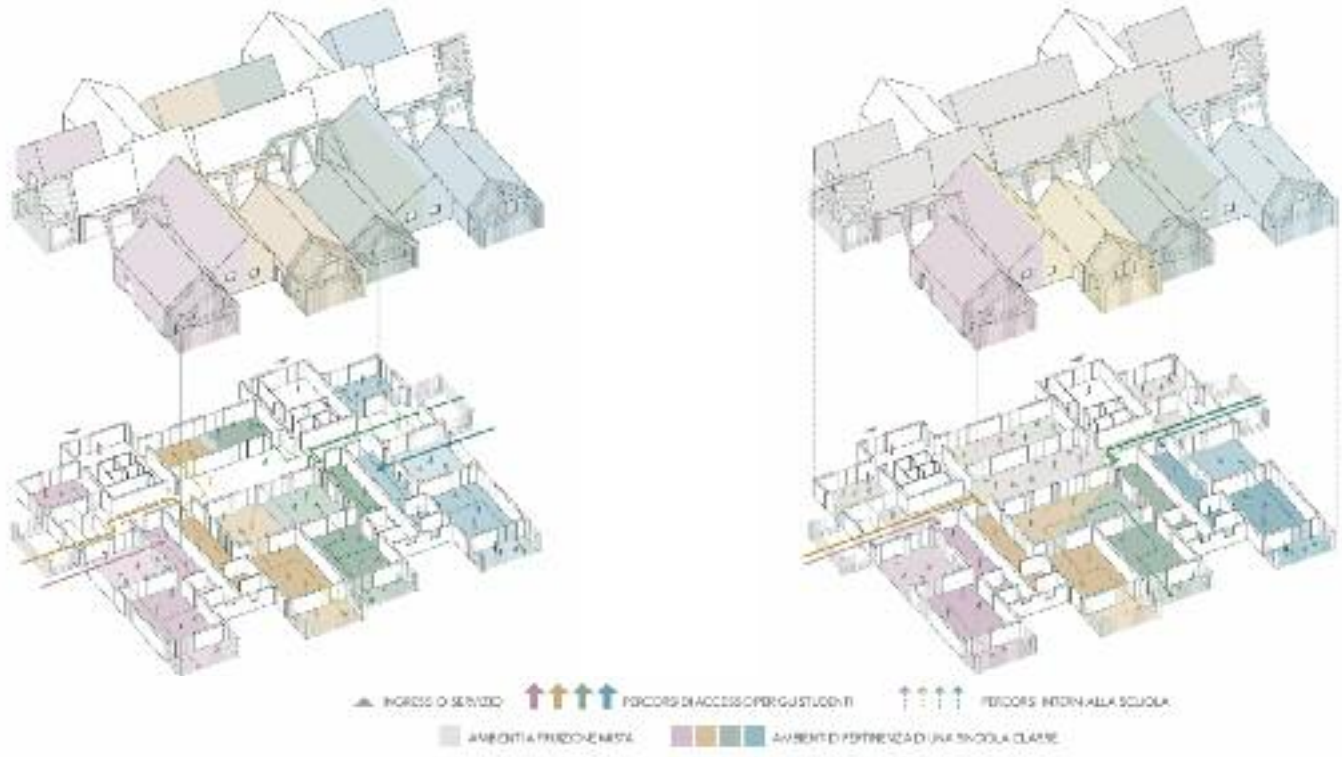 INGRESSO DI SERVIZIO PERCORSI DI ACCESSO PER GLI STUDENTI PERCORSI INTERNI ALLA SCUOLA
AMBIENTI A FRUIZIONE MISTA AMBIENTI DI PERTINENZA DI UNA SINGOLA CLASSE